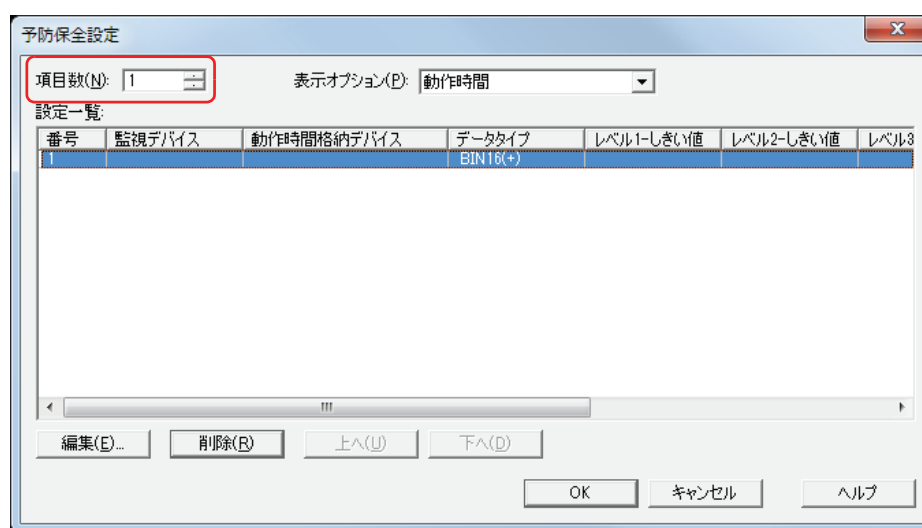 予防保全設定
項目数(N): 1 表示オプション(P): 動作時間
設定一覧:
番号 監視デバイス 動作時間格納デバイス データタイプ レベル1-しきい値 レベル2-しきい値 レベル3
1 BIN16(+)
編集(E)... 削除(R) 上へ(U) 下へ(D)
OK キャンセル ヘルプ